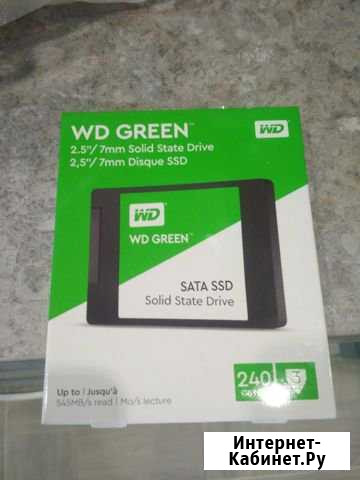 WD GREEN™
WD
2.5"/ 7mm Solid State Drive
2,5"/ 7mm Disque SSD
WD
WD GREEN™
SATA SSD
Solid State Drive
Up to | Jusqu'à
545MB/s read | Mo/s lecture
240
3
Интернет-
Кабинет.Ру